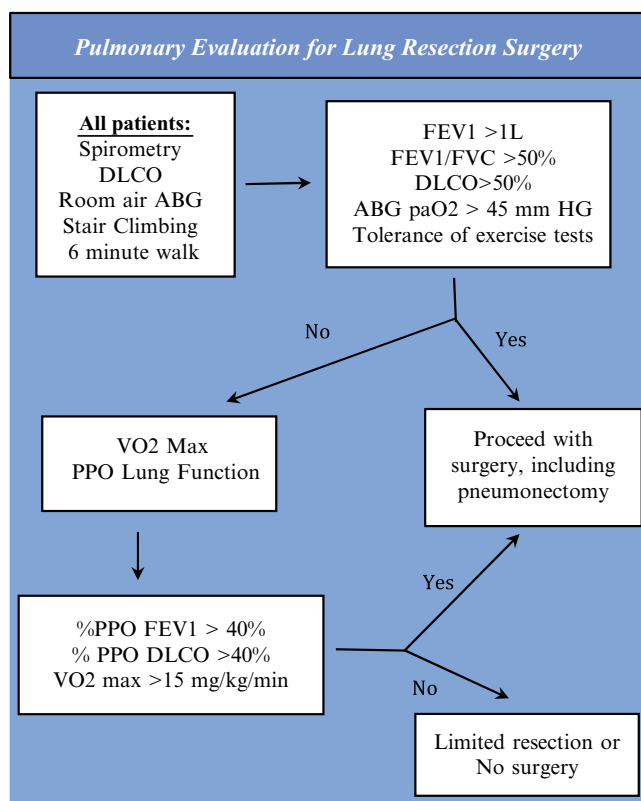 Pulmonary Evaluation for Lung Resection Surgery
All patients:
Spirometry
DLCO
Room air ABG
Stair Climbing
6 minute walk
FEV1 >1L
FEV1/FVC >50%
DLCO>50%
ABG paO2 > 45 mm HG
Tolerance of exercise tests
No
Yes
VO2 Max
PPO Lung Function
Proceed with
surgery, including
pneumonectomy
%PPO FEV1 > 40%
% PPO DLCO >40%
VO2 max >15 mg/kg/min
Yes
No
Limited resection or
No surgery